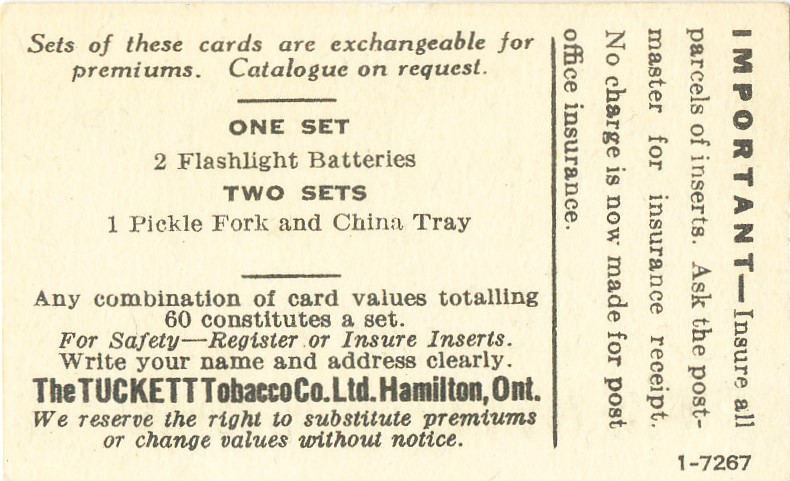 Sets of these cards are exchangeable for
premiums. Catalogue on request.
ONE SET
2 Flashlight Batteries
TWO SETS
1 Pickle Fork and China Tray
Any combination of card values totalling
60 constitutes a set.
For Safety—Register or Insure Inserts.
Write your name and address clearly.
The TUCKETT Tobacco Co. Ltd. Hamilton, Ont.
We reserve the right to substitute premiums
or change values without notice.
IMPORTANT—Insure all
parcels of inserts. Ask the post-
master for insurance receipt.
No charge is now made for post
office insurance.
1-7267